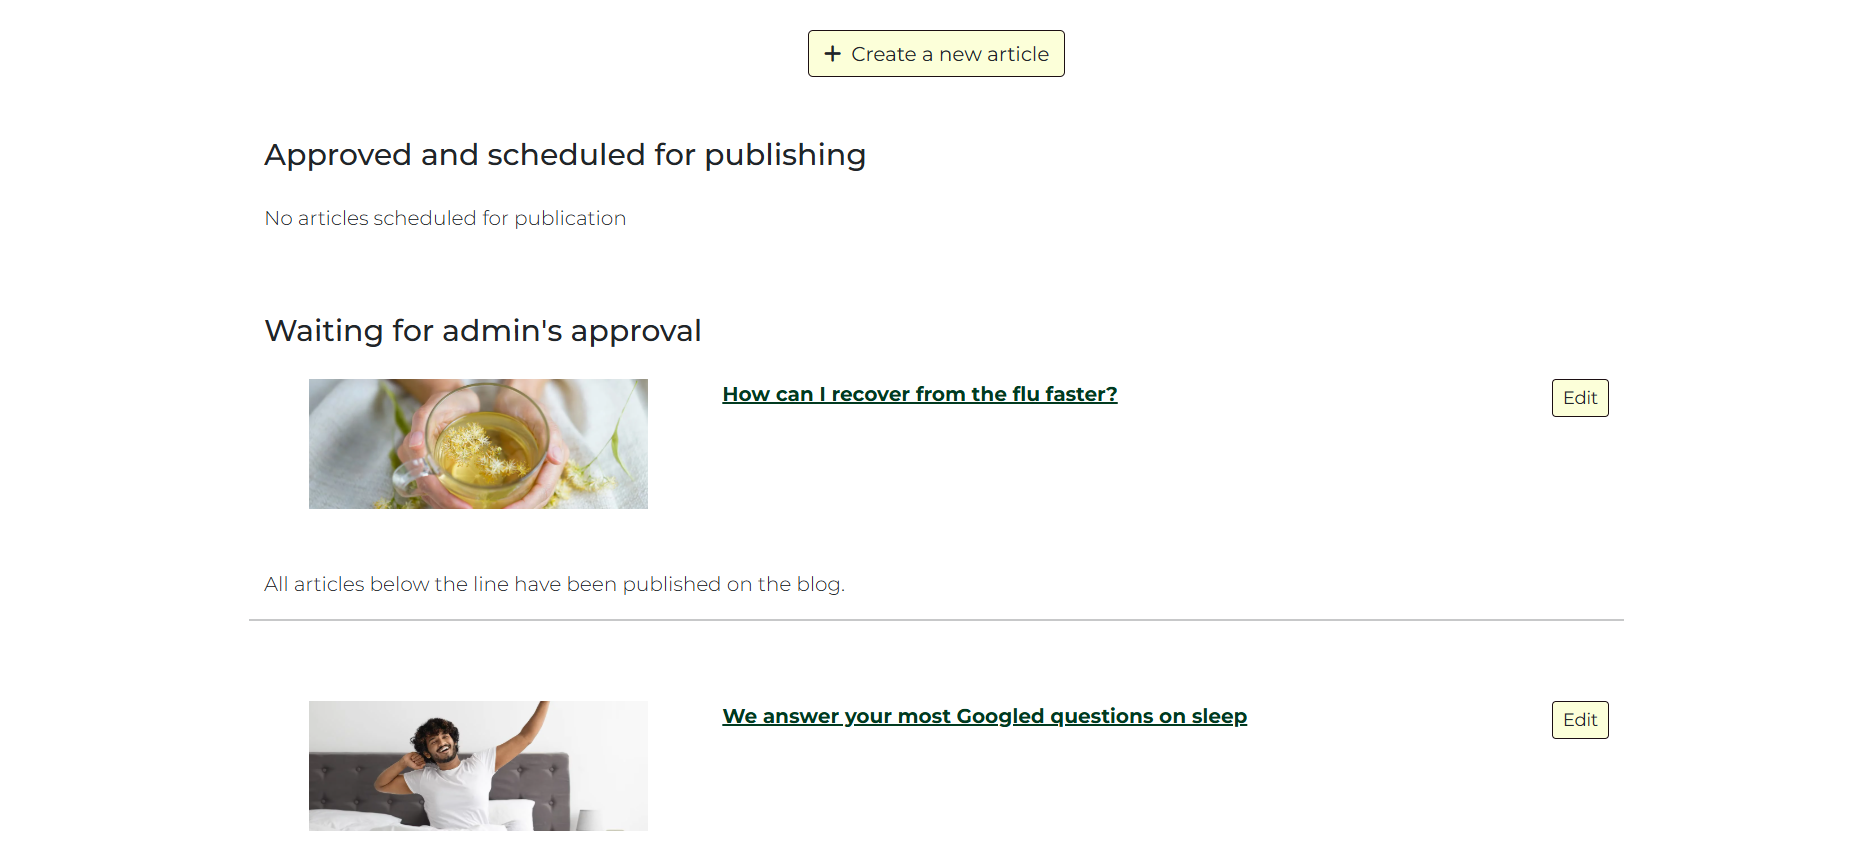 + Create a new article
Approved and scheduled for publishing
No articles scheduled for publication
Waiting for admin's approval
How can I recover from the flu faster?
Edit
All articles below the line have been published on the blog.
We answer your most Googled questions on sleep
Edit